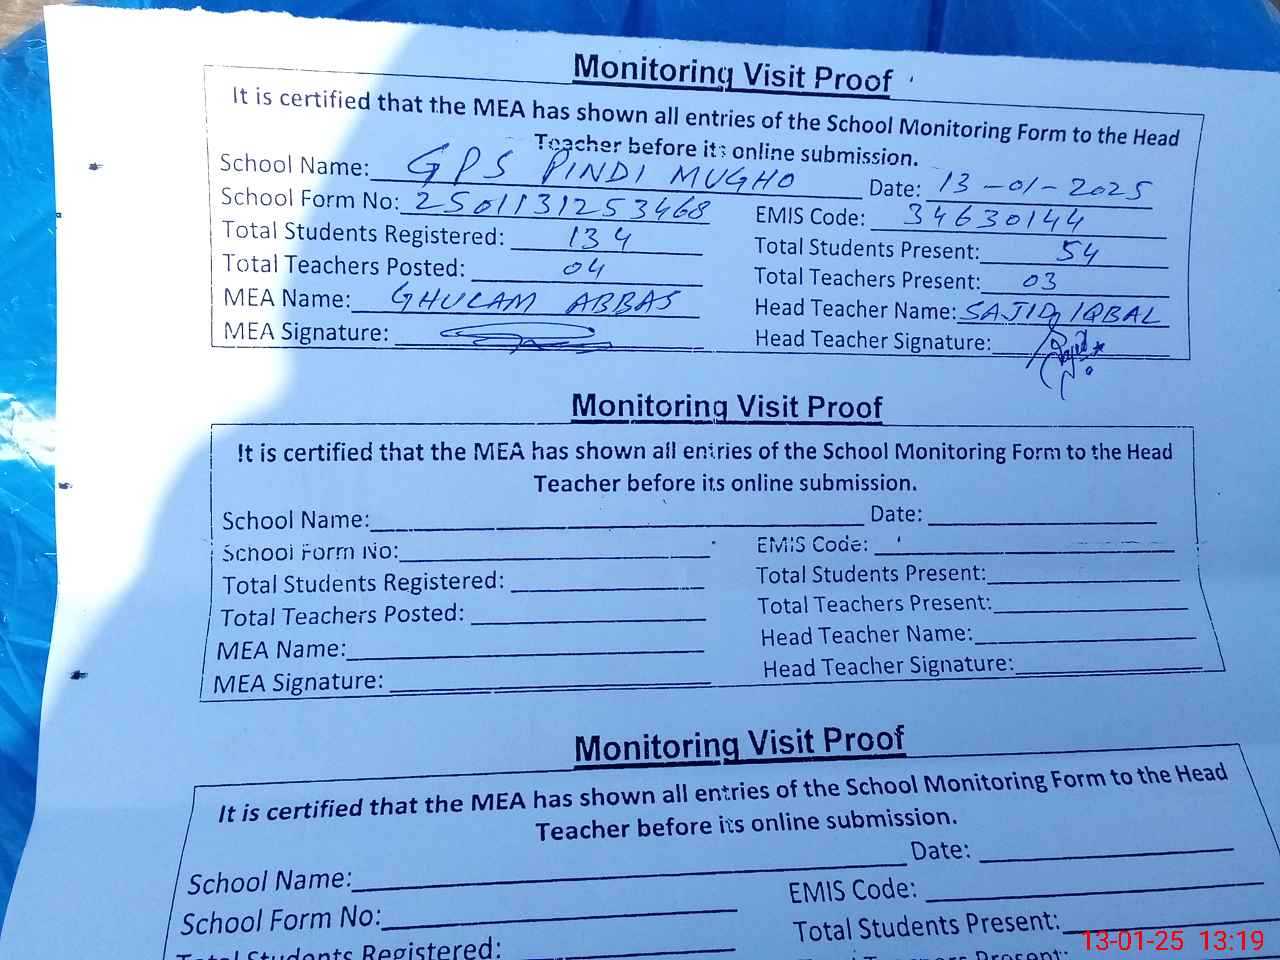 Monitoring Visit Proof
It is certified that the MEA has shown all entries of the School Monitoring Form to the Head
Teacher before its online submission.
School Name: GPS PINDI MUGHO Date: 13-01-2025
School Form No: 2501131253468 EMIS Code: 34630144
Total Students Registered: 134 Total Students Present: 54
Total Teachers Posted: 04 Total Teachers Present: 03
MEA Name: GHULAM ABBAS Head Teacher Name: SAJID IQBAL
MEA Signature: Head Teacher Signature:
Monitoring Visit Proof
It is certified that the MEA has shown all entries of the School Monitoring Form to the Head
Teacher before its online submission.
School Name: Date:
School Form No: EMIS Code:
Total Students Registered: Total Students Present:
Total Teachers Posted: Total Teachers Present:
MEA Name: Head Teacher Name:
MEA Signature: Head Teacher Signature:
Monitoring Visit Proof
It is certified that the MEA has shown all entries of the School Monitoring Form to the Head
Teacher before its online submission.
School Name: Date:
School Form No: EMIS Code:
Total Students Registered: Total Students Present:
Total Teachers Present:
13-01-25 13:19